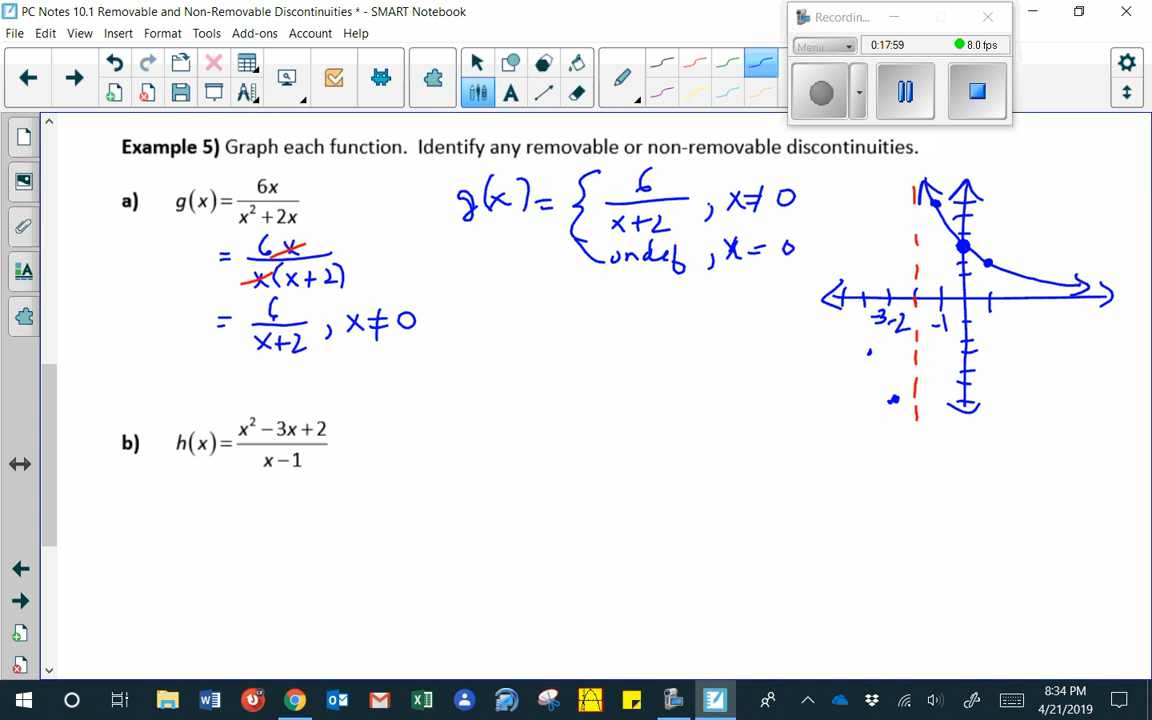 PC Notes 10.1 Removable and Non-Removable Discontinuities * - SMART Notebook
Recordin...
File Edit View Insert Format Tools Add-ons Account Help
Menu 0:17:59 8.0 fps
Example 5) Graph each function. Identify any removable or non-removable discontinuities.
a) g(x)= 6x / x² + 2x
= 6x / x(x+2)
= 6 / x+2 , x≠0
g(x) = { 6 / x+2 , x≠0
undef , x = 0
-3 -2 -1
b) h(x)= x² − 3x + 2 / x − 1
8:34 PM
4/21/2019